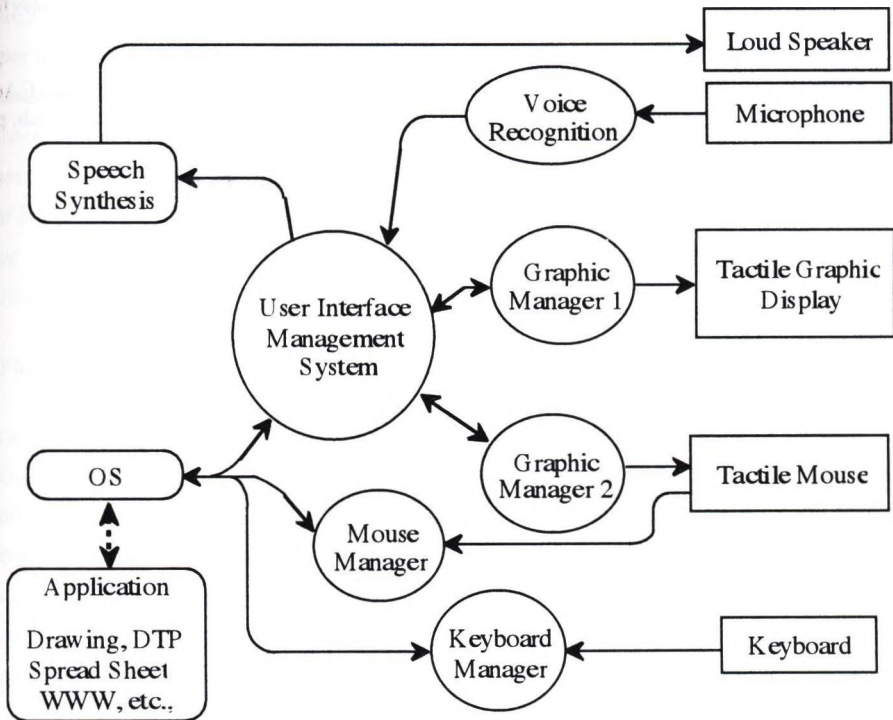 Loud Speaker
Voice
Recognition
Microphone
Speech
Synthesis
Graphic
Manager 1
Tactile Graphic
Display
User Interface
Management
System
OS
Graphic
Manager 2
Tactile Mouse
Mouse
Manager
Application
Drawing, DTP
Spread Sheet
WWW, etc.,
Keyboard
Manager
Keyboard